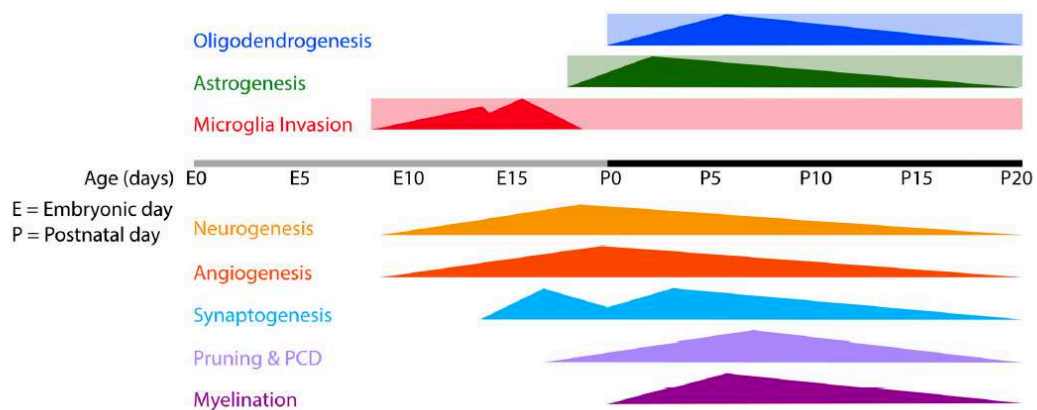 Oligodendrogenesis
Astrogenesis
Microglia Invasion
Age (days) E0 E5 E10 E15 P0 P5 P10 P15 P20
E = Embryonic day
P = Postnatal day
Neurogenesis
Angiogenesis
Synaptogenesis
Pruning & PCD
Myelination